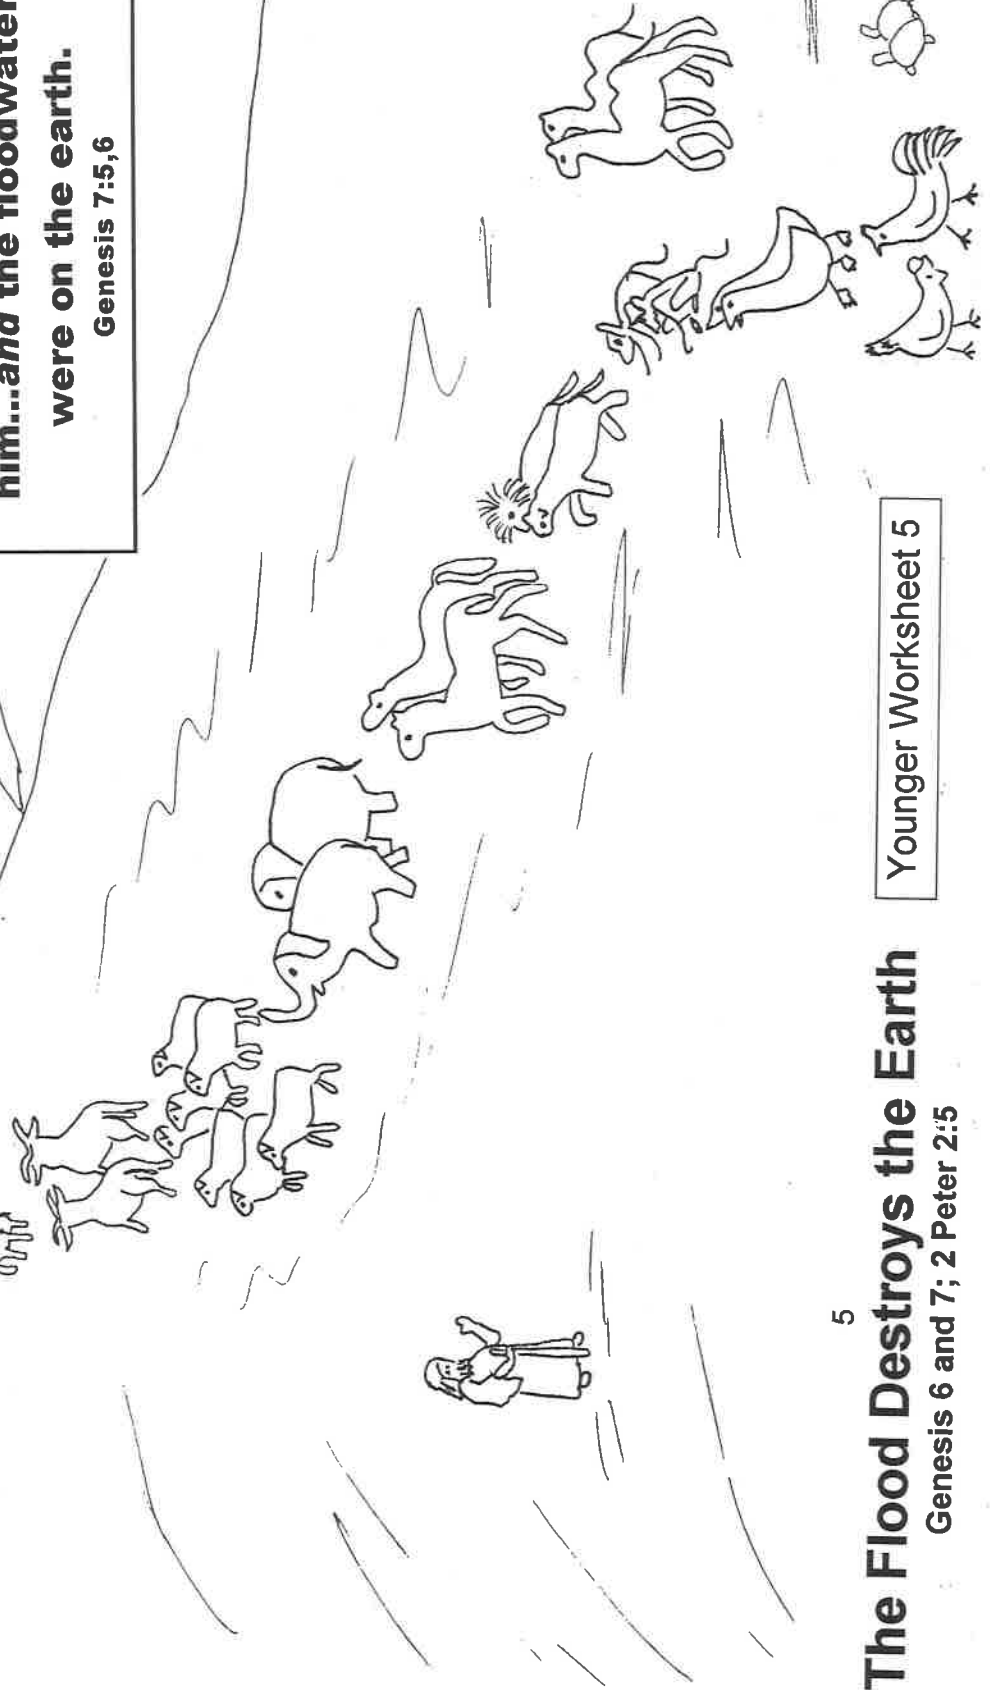 him...and the floodwater
were on the earth.
Genesis 7:5,6
5
The Flood Destroys the Earth
Genesis 6 and 7; 2 Peter 2:5
Younger Worksheet 5